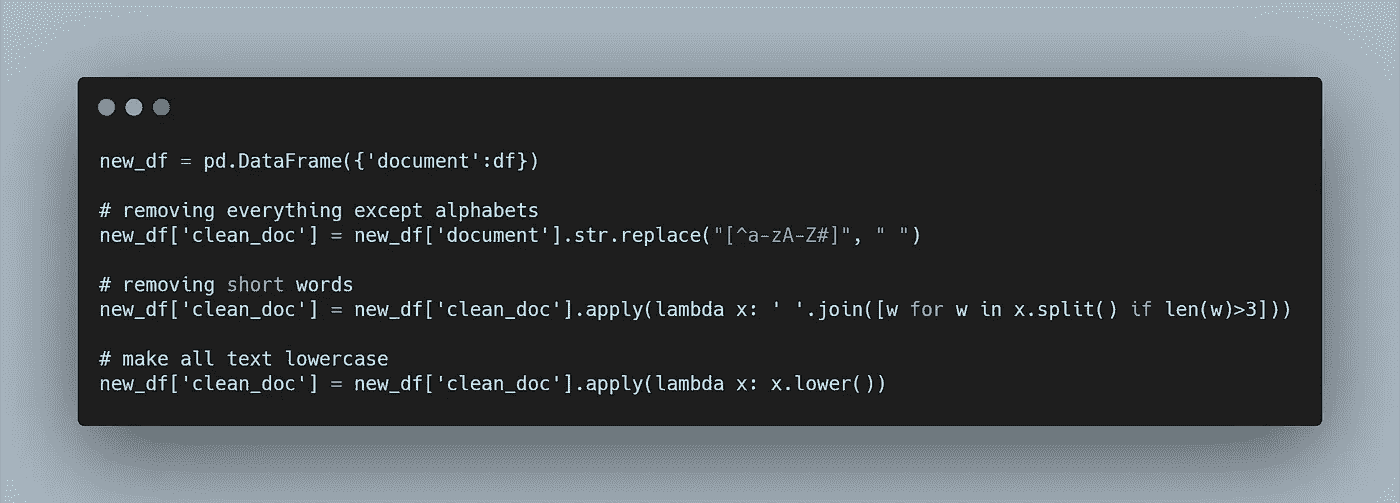 new_df = pd.DataFrame({'document':df})
# removing everything except alphabets
new_df['clean_doc'] = new_df['document'].str.replace("[^a-zA-Z#]", " ")
# removing short words
new_df['clean_doc'] = new_df['clean_doc'].apply(lambda x: ' '.join([w for w in x.split() if len(w)>3]))
# make all text lowercase
new_df['clean_doc'] = new_df['clean_doc'].apply(lambda x: x.lower())